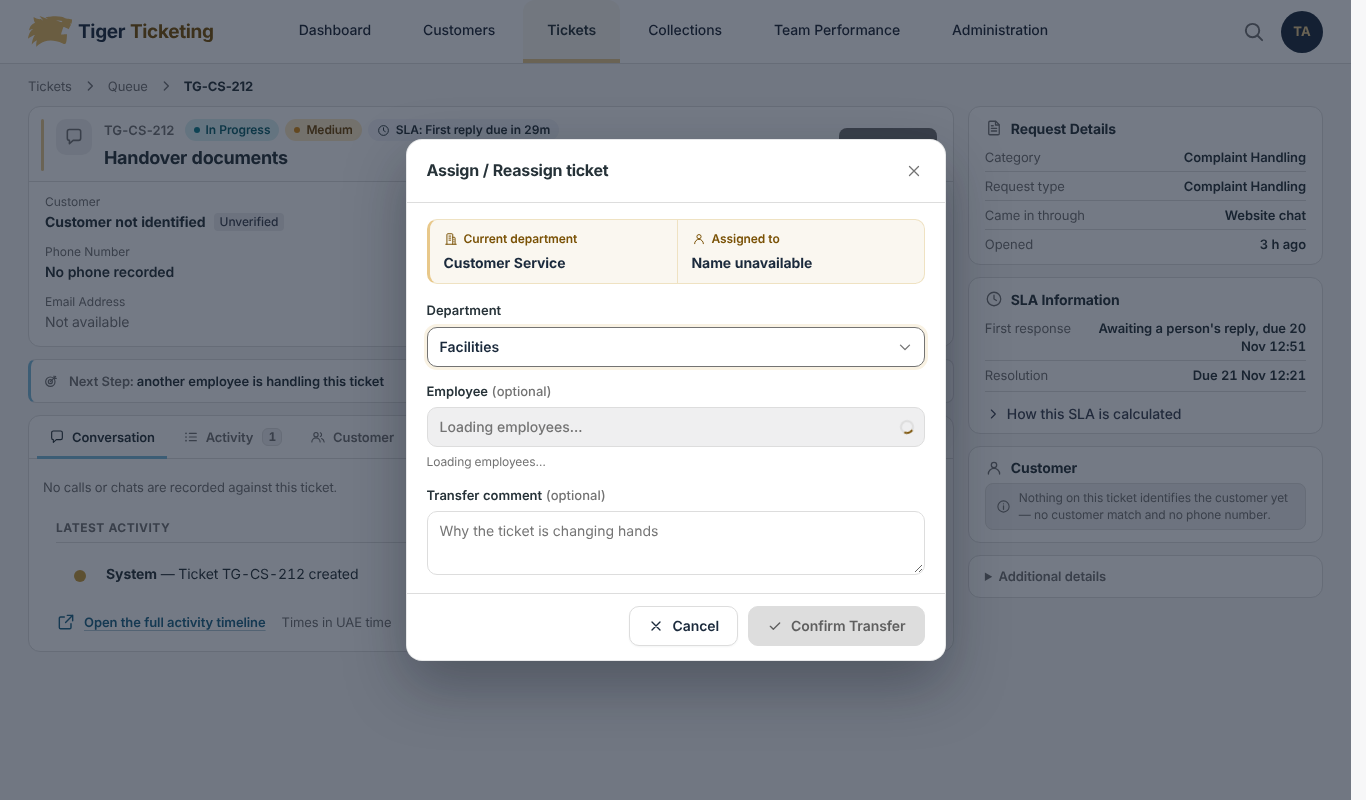 Tiger Ticketing
Dashboard
Customers
Tickets
Collections
Team Performance
Administration
TA
Tickets > Queue > TG-CS-212
TG-CS-212
In Progress
Medium
SLA: First reply due in 29m
Handover documents
Customer
Customer not identified Unverified
Phone Number
No phone recorded
Email Address
Not available
Next Step: another employee is handling this ticket
Conversation
Activity 1
Customer
No calls or chats are recorded against this ticket.
LATEST ACTIVITY
System — Ticket TG-CS-212 created
Open the full activity timeline Times in UAE time
Assign / Reassign ticket
Current department
Customer Service
Assigned to
Name unavailable
Department
Facilities
Employee (optional)
Loading employees...
Loading employees...
Transfer comment (optional)
Why the ticket is changing hands
Cancel
Confirm Transfer
Request Details
Category Complaint Handling
Request type Complaint Handling
Came in through Website chat
Opened 3 h ago
SLA Information
First response Awaiting a person's reply, due 20
Nov 12:51
Resolution Due 21 Nov 12:21
How this SLA is calculated
Customer
Nothing on this ticket identifies the customer yet
— no customer match and no phone number.
Additional details